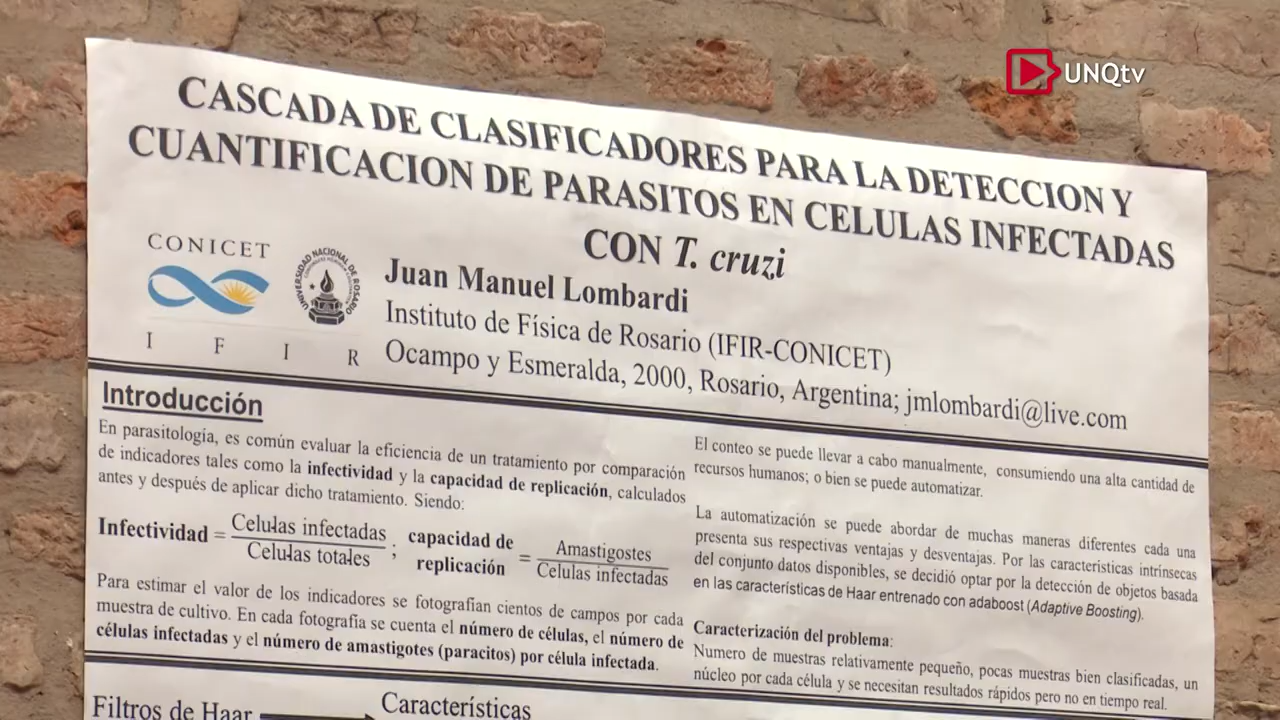 UNQtv
CASCADA DE CLASIFICADORES PARA LA DETECCION Y
CUANTIFICACION DE PARASITOS EN CELULAS INFECTADAS
CON T. cruzi
CONICET
UNIVERSIDAD NACIONAL DE ROSARIO
I F I R
Juan Manuel Lombardi
Instituto de Física de Rosario (IFIR-CONICET)
Ocampo y Esmeralda, 2000, Rosario, Argentina; jmlombardi@live.com
Introducción
En parasitología, es común evaluar la eficiencia de un tratamiento por comparación
de indicadores tales como la infectividad y la capacidad de replicación, calculados
antes y después de aplicar dicho tratamiento. Siendo:
Infectividad = Celulas infectadas / Celulas totales ; capacidad de replicación = Amastigostes / Celulas infectadas
Para estimar el valor de los indicadores se fotografían cientos de campos por cada
muestra de cultivo. En cada fotografía se cuenta el número de células, el número de
células infectadas y el número de amastigotes (paracitos) por célula infectada.
El conteo se puede llevar a cabo manualmente, consumiendo una alta cantidad de
recursos humanos; o bien se puede automatizar.
La automatización se puede abordar de muchas maneras diferentes cada una
presenta sus respectivas ventajas y desventajas. Por las características intrínsecas
del conjunto datos disponibles, se decidió optar por la detección de objetos basada
en las características de Haar entrenado con adaboost (Adaptive Boosting).
Caracterización del problema:
Numero de muestras relativamente pequeño, pocas muestras bien clasificadas, un
núcleo por cada célula y se necesitan resultados rápidos pero no en tiempo real.
Filtros de Haar
Características